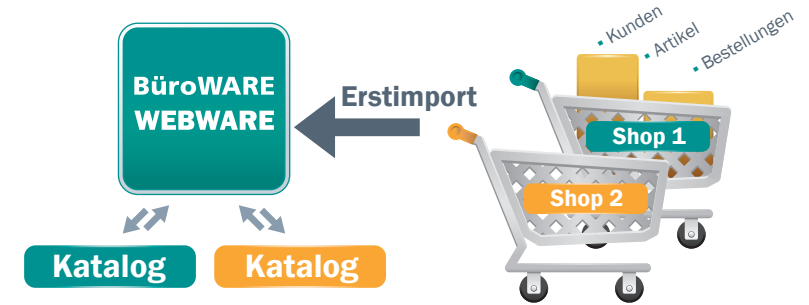 BüroWARE
WEBWARE
Erstimport
• Kunden
• Artikel
• Bestellungen
Shop 1
Shop 2
Katalog
Katalog